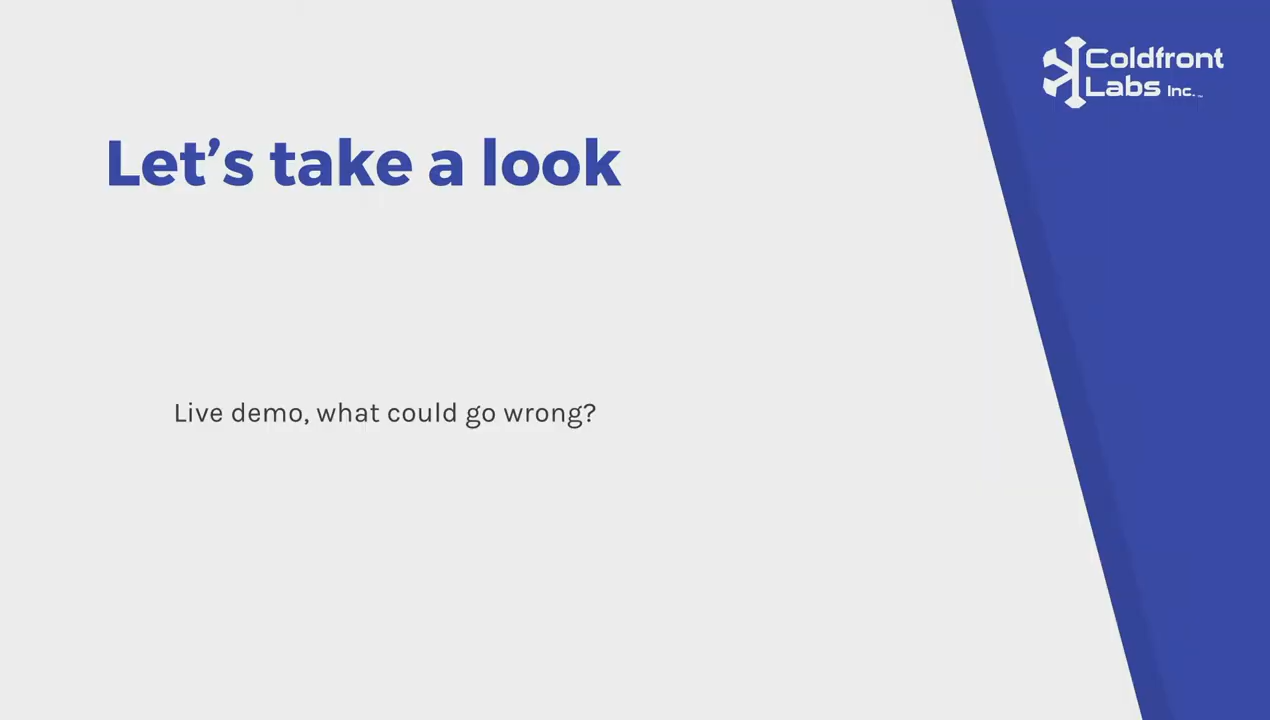 Coldfront
Labs Inc.
Let’s take a look
Live demo, what could go wrong?